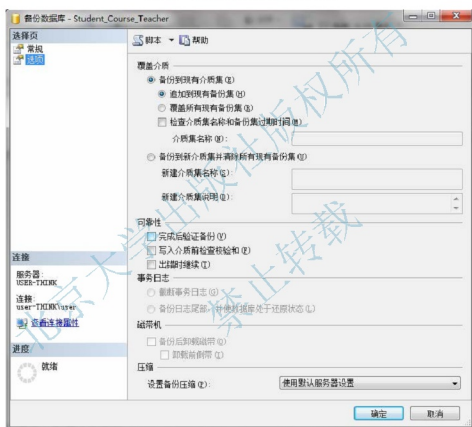 备份数据库 - Student_Course_Teacher
选择页
常规
选项
脚本 帮助
覆盖介质
备份到现有介质集(E)
追加到现有备份集(H)
覆盖所有现有备份集(R)
检查介质集名称和备份集过期时间(M)
介质集名称(N):
备份到新介质集并清除所有现有备份集(U)
新建介质集名称(S):
新建介质集说明(D):
可靠性
完成后验证备份(V)
写入介质前检查校验和(P)
出错时继续(T)
事务日志
截断事务日志(G)
备份日志尾部，并使数据库处于还原状态(L)
磁带机
备份后卸载磁带(O)
卸载前倒带(I)
压缩
设置备份压缩(P):
使用默认服务器设置
连接
服务器:
USER-THINK
连接:
user-THINK\user
查看连接属性
进度
就绪
确定 取消
北京大学出版社版权所有
禁止转载